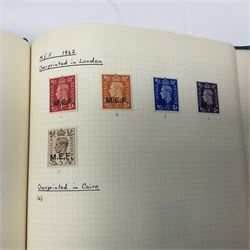 M.E.F. 1942
Overprinted in London
M.E.F. M.E.F. M.E.F. M.E.F.
M.E.F.
Overprinted in Cairo
(a)